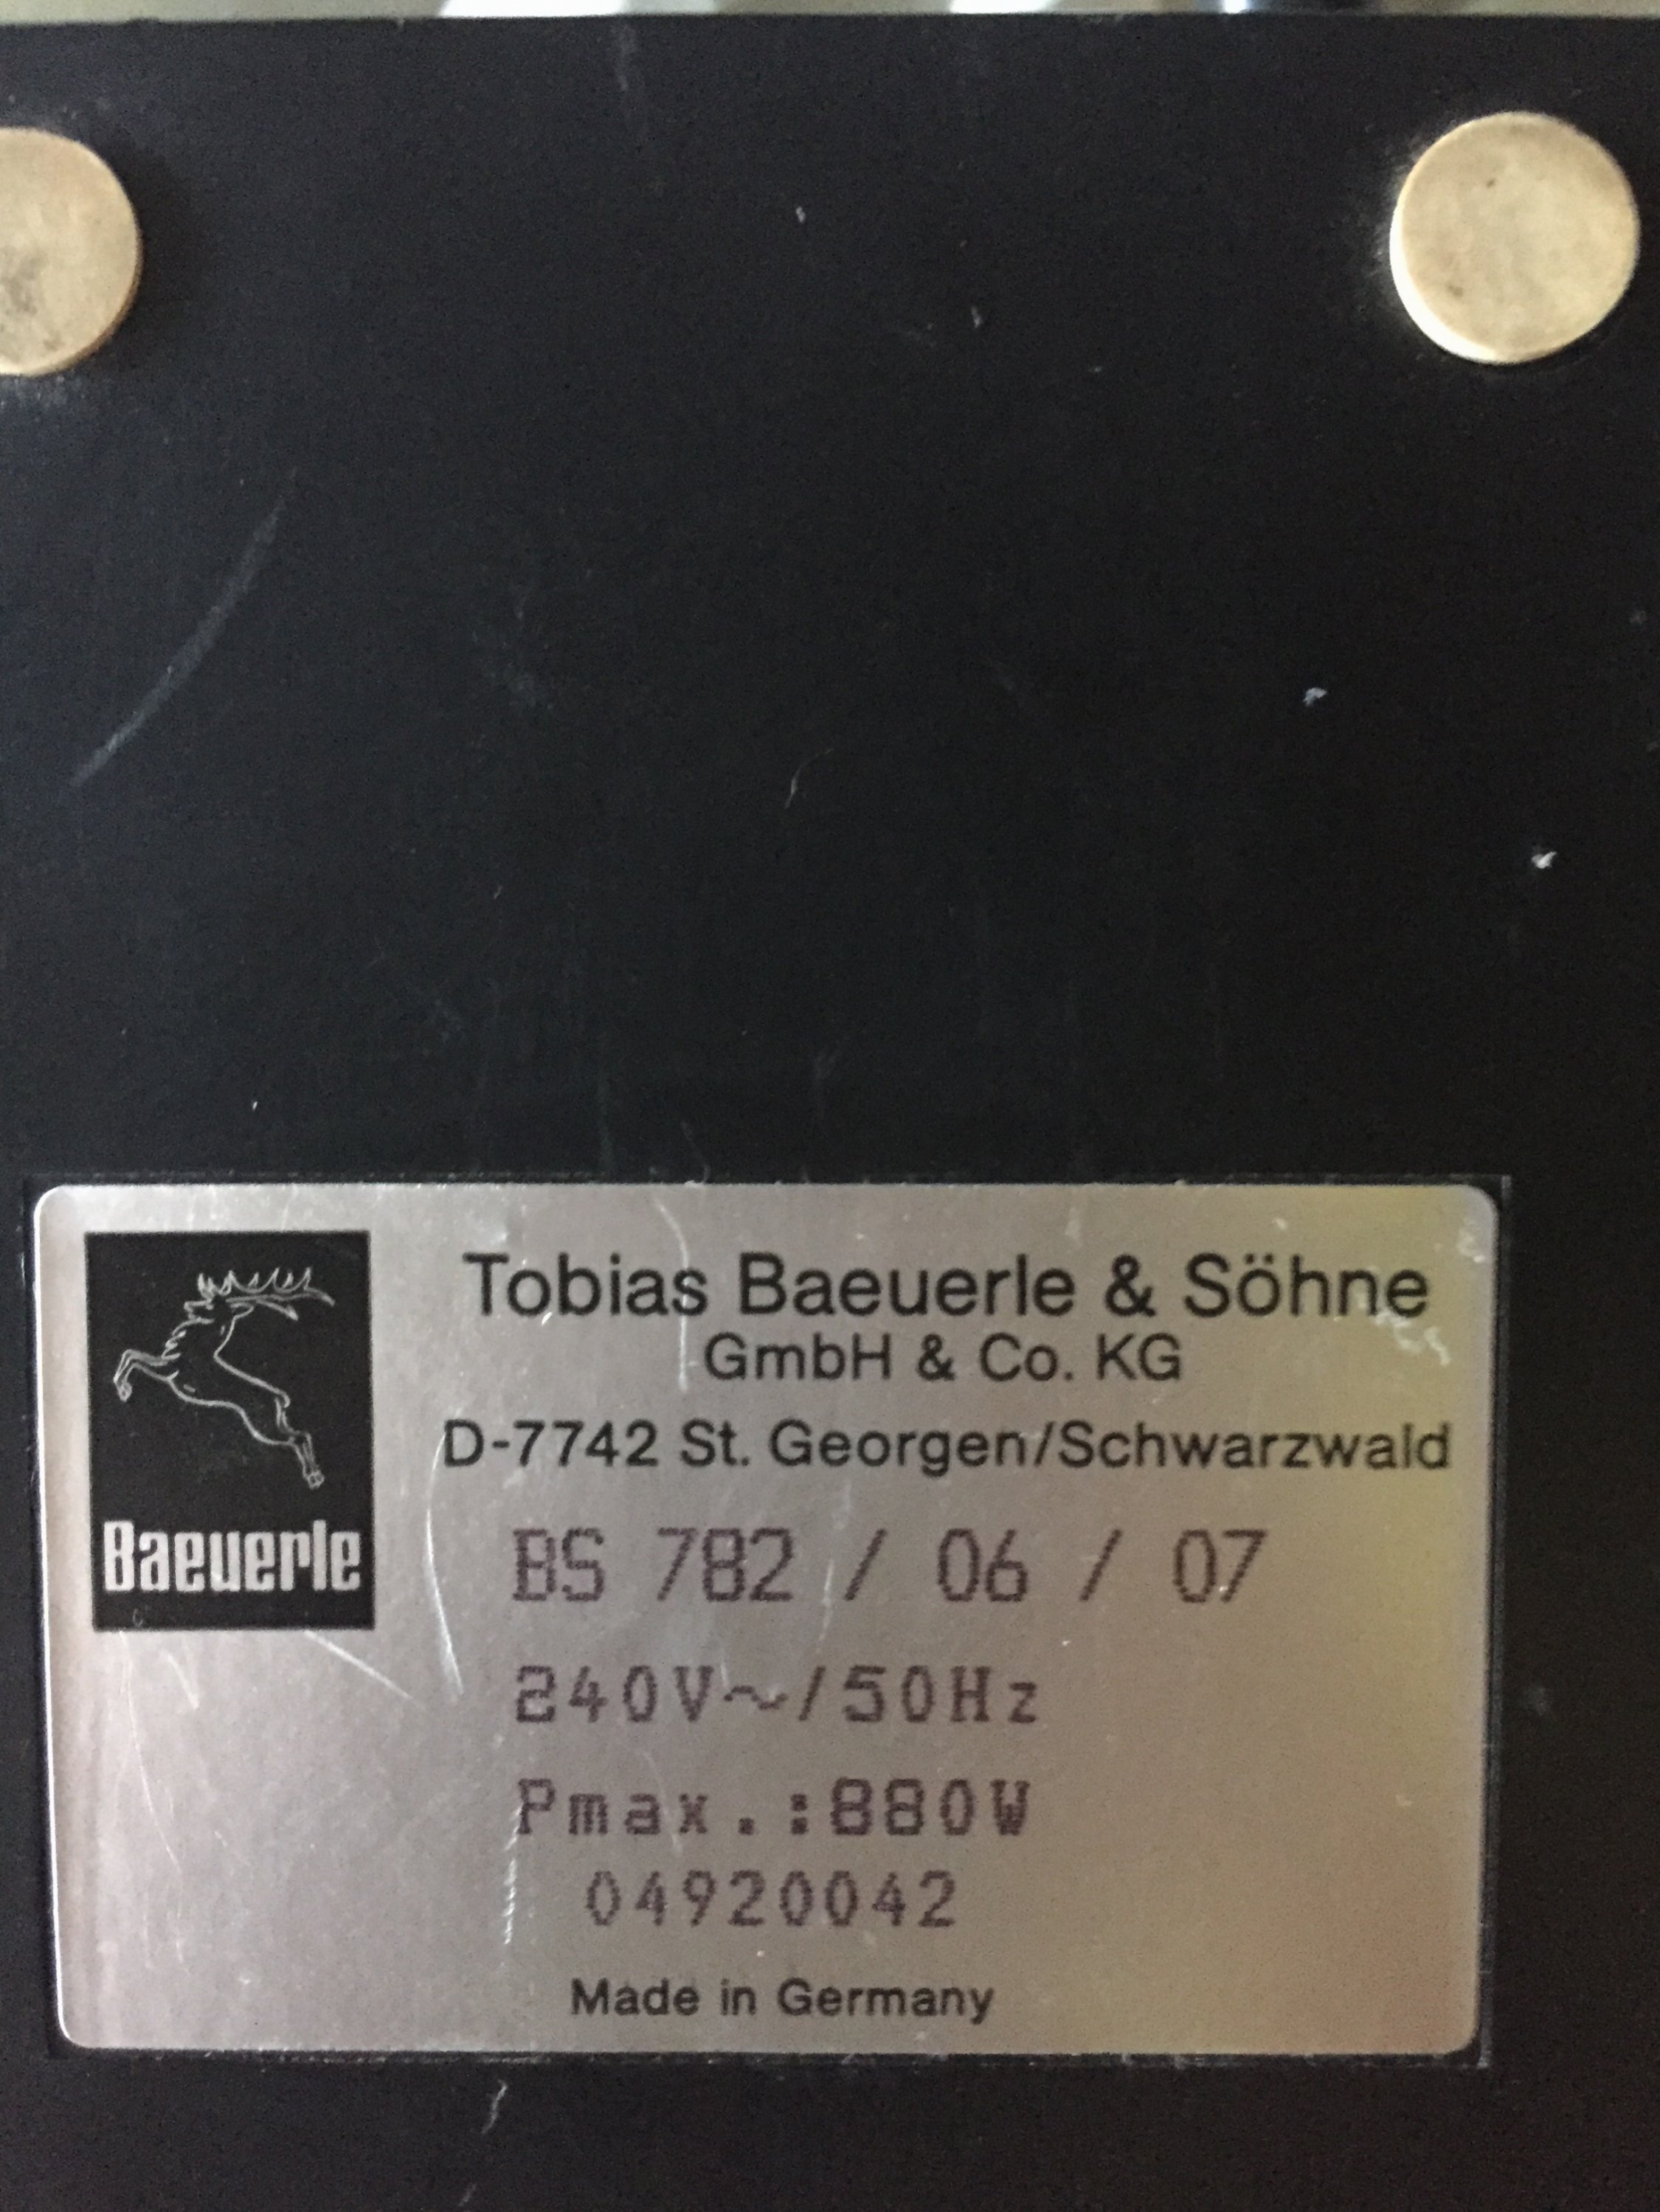 Tobias Baeuerle & Söhne
GmbH & Co. KG
D-7742 St. Georgen/Schwarzwald
Baeuerle
BS 782 / 06 / 07
240V~/50Hz
Pmax.:880W
04920042
Made in Germany